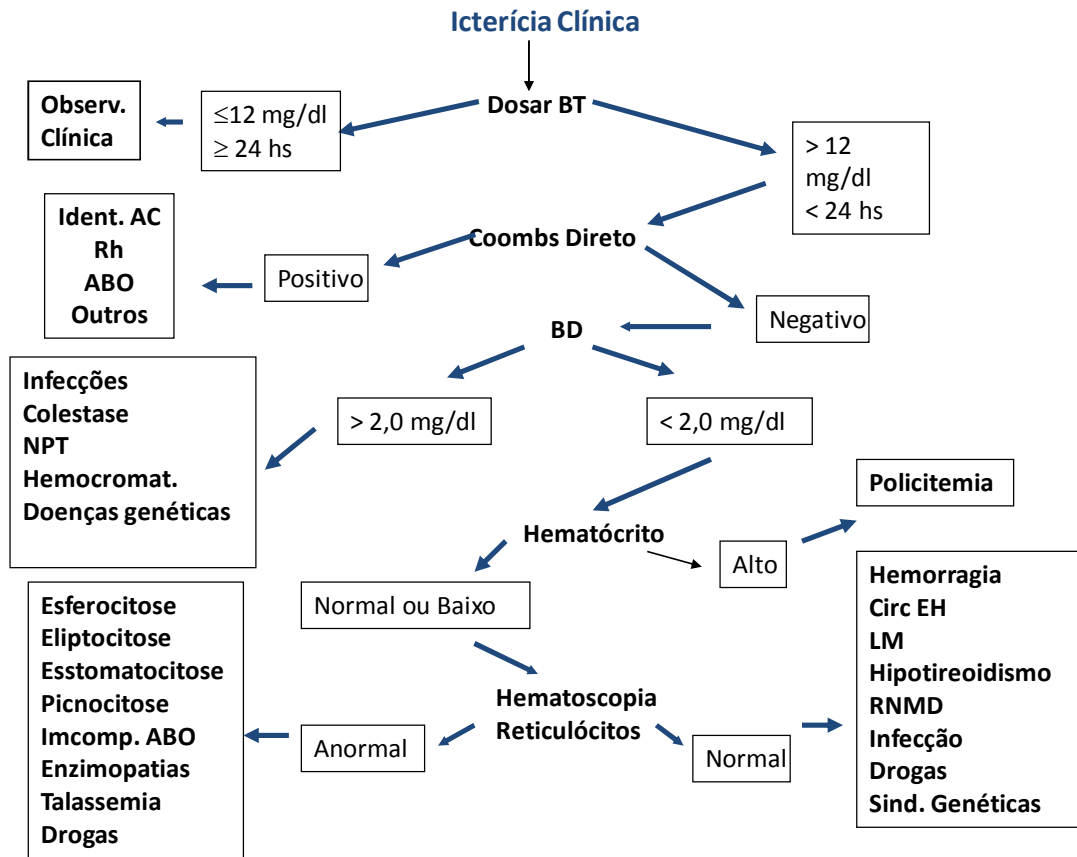 Icterícia Clínica
Dosar BT
Observ.
Clínica
≤12 mg/dl
≥ 24 hs
> 12
mg/dl
< 24 hs
Ident. AC
Rh
ABO
Outros
Positivo
Coombs Direto
Negativo
BD
Infecções
Colestase
NPT
Hemocromat.
Doenças genéticas
> 2,0 mg/dl
< 2,0 mg/dl
Policitemia
Hematócrito
Alto
Normal ou Baixo
Esferocitose
Eliptocitose
Esstomatocitose
Picnocitose
Imcomp. ABO
Enzimopatias
Talassemia
Drogas
Anormal
Hematoscopia
Reticulócitos
Normal
Hemorragia
Circ EH
LM
Hipotireoidismo
RNMD
Infecção
Drogas
Sind. Genéticas